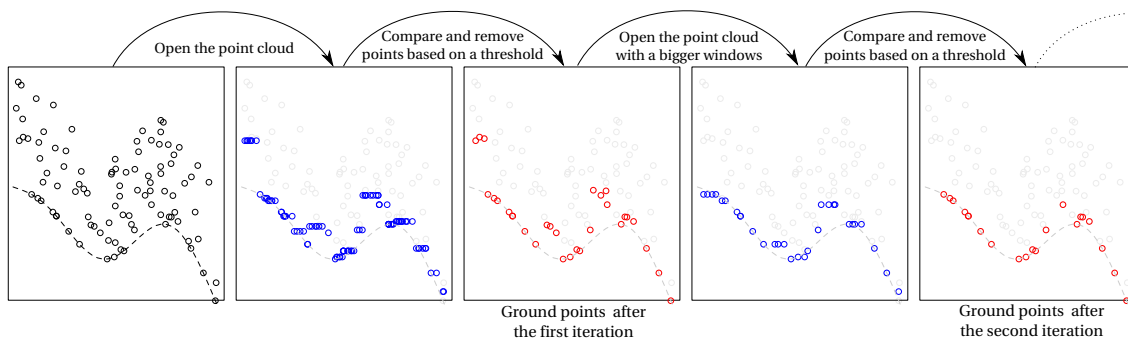 Open the point cloud
Compare and remove
points based on a threshold
Open the point cloud
with a bigger windows
Compare and remove
points based on a threshold
Ground points after
the first iteration
Ground points after
the second iteration